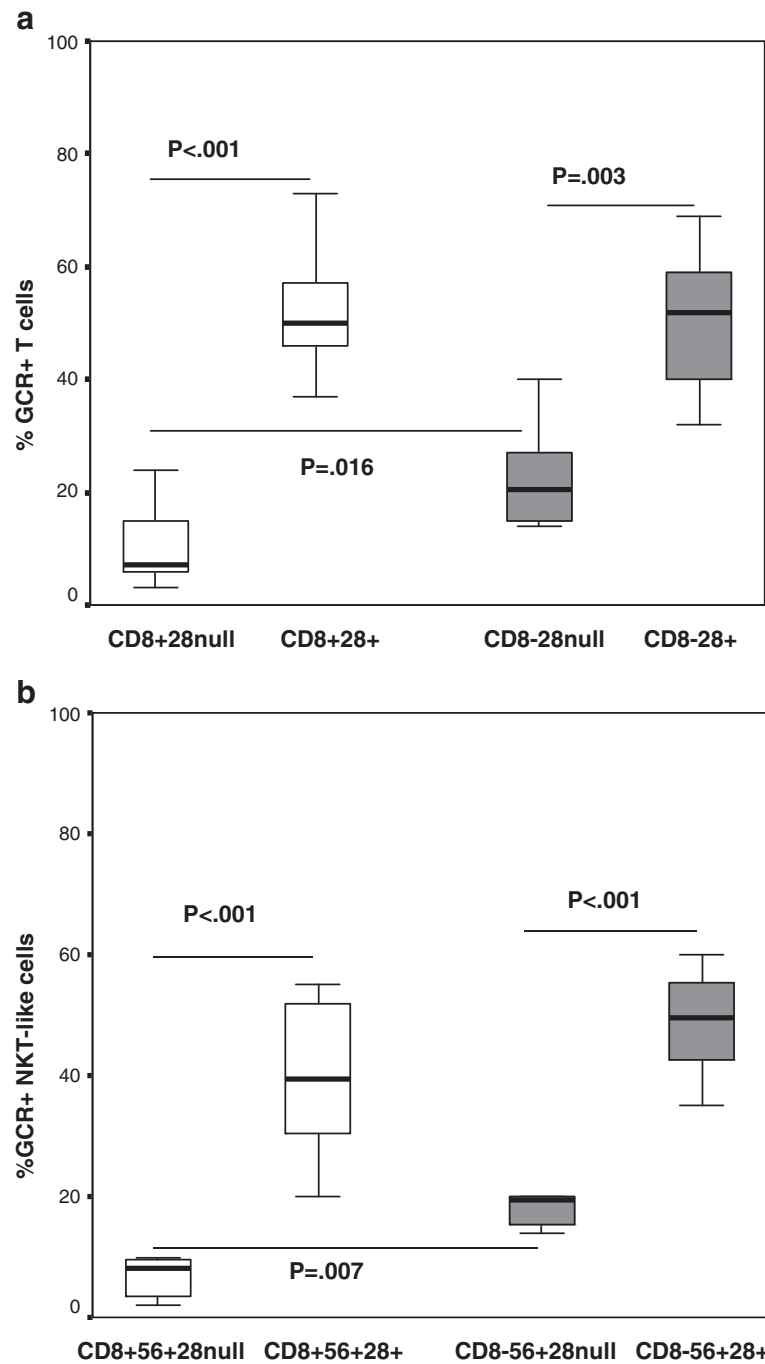 a
100
P<.001
80
P=.003
60
% GCR+ T cells
40
P=.016
20
0
CD8+28null CD8+28+ CD8-28null CD8-28+
b
100
80
P<.001
P<.001
60
%GCR+ NKT-like cells
40
20
P=.007
0
CD8+56+28null CD8+56+28+ CD8-56+28null CD8-56+28+